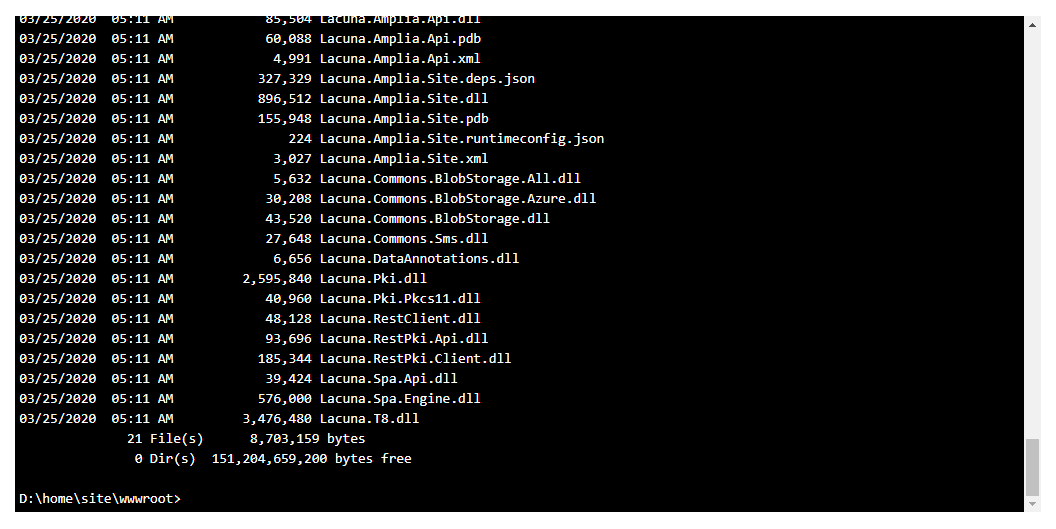 03/25/2020  05:11 AM            85,504 Lacuna.Amplia.Api.dll
03/25/2020  05:11 AM            60,088 Lacuna.Amplia.Api.pdb
03/25/2020  05:11 AM             4,991 Lacuna.Amplia.Api.xml
03/25/2020  05:11 AM           327,329 Lacuna.Amplia.Site.deps.json
03/25/2020  05:11 AM           896,512 Lacuna.Amplia.Site.dll
03/25/2020  05:11 AM           155,948 Lacuna.Amplia.Site.pdb
03/25/2020  05:11 AM               224 Lacuna.Amplia.Site.runtimeconfig.json
03/25/2020  05:11 AM             3,027 Lacuna.Amplia.Site.xml
03/25/2020  05:11 AM             5,632 Lacuna.Commons.BlobStorage.All.dll
03/25/2020  05:11 AM            30,208 Lacuna.Commons.BlobStorage.Azure.dll
03/25/2020  05:11 AM            43,520 Lacuna.Commons.BlobStorage.dll
03/25/2020  05:11 AM            27,648 Lacuna.Commons.Sms.dll
03/25/2020  05:11 AM             6,656 Lacuna.DataAnnotations.dll
03/25/2020  05:11 AM         2,595,840 Lacuna.Pki.dll
03/25/2020  05:11 AM            40,960 Lacuna.Pki.Pkcs11.dll
03/25/2020  05:11 AM            48,128 Lacuna.RestClient.dll
03/25/2020  05:11 AM            93,696 Lacuna.RestPki.Api.dll
03/25/2020  05:11 AM           185,344 Lacuna.RestPki.Client.dll
03/25/2020  05:11 AM            39,424 Lacuna.Spa.Api.dll
03/25/2020  05:11 AM           576,000 Lacuna.Spa.Engine.dll
03/25/2020  05:11 AM         3,476,480 Lacuna.T8.dll
21 File(s)      8,703,159 bytes
0 Dir(s)  151,204,659,200 bytes free
D:\home\site\wwwroot>